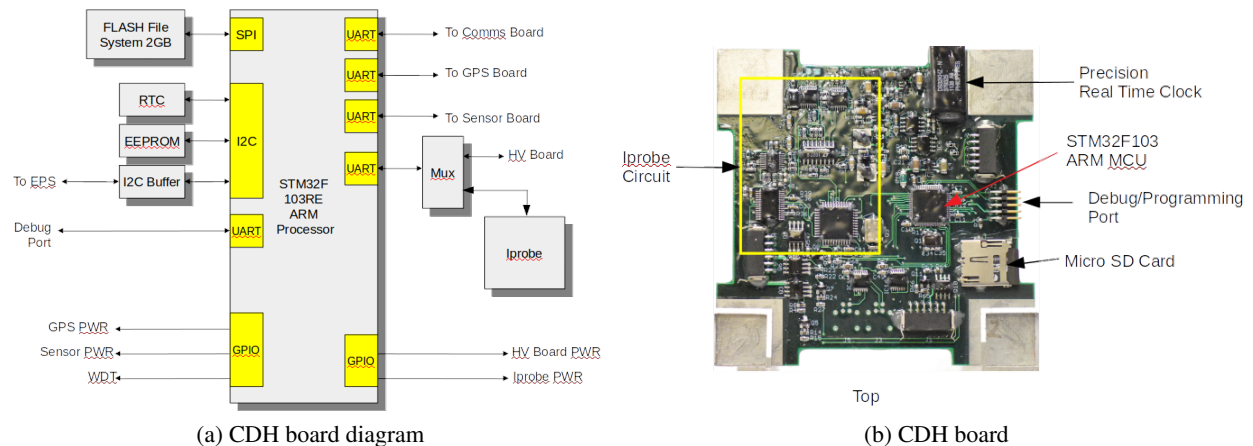 FLASH File
System 2GB
SPI
UART
To Comms Board
UART
To GPS Board
RTC
UART
To Sensor Board
EEPROM
I2C
HV Board
UART
Mux
To EPS
I2C Buffer
STM32F
103RE
ARM
Processor
Debug
Port
UART
Iprobe
GPS PWR
GPIO
Sensor PWR
WDT
GPIO
HV Board PWR
Iprobe PWR
(a) CDH board diagram
Precision
Real Time Clock
STM32F103
ARM MCU
Iprobe
Circuit
Debug/Programming
Port
Micro SD Card
Top
(b) CDH board